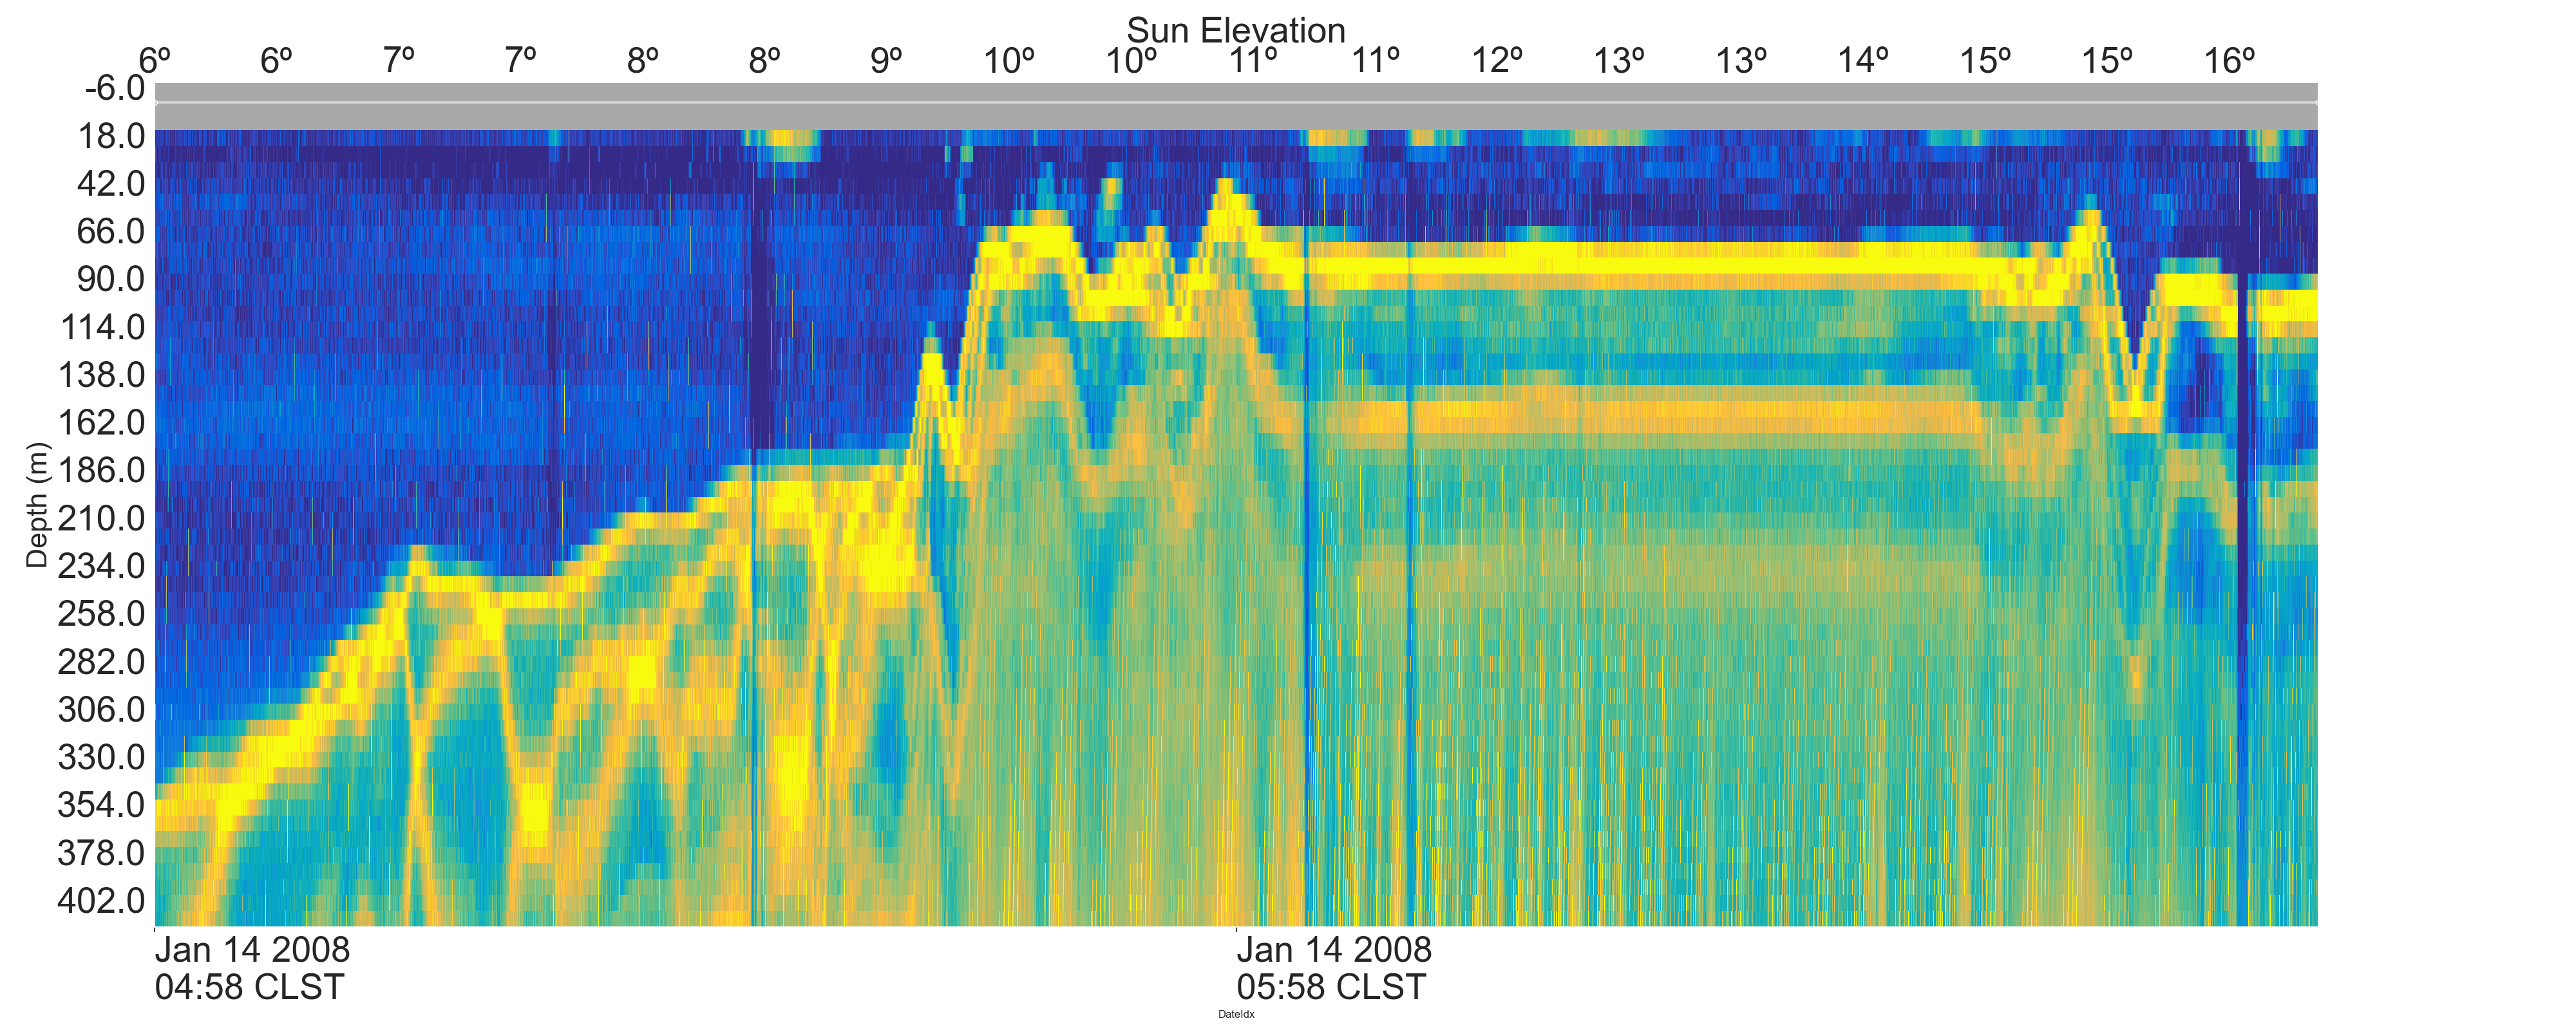 Sun Elevation
6º 6º 7º 7º 8º 8º 9º 10º 10º 11º 11º 12º 13º 13º 14º 15º 15º 16º
-6.0
18.0
42.0
66.0
90.0
114.0
138.0
162.0
186.0
210.0
234.0
258.0
282.0
306.0
330.0
354.0
378.0
402.0
Depth (m)
Jan 14 2008
04:58 CLST
Jan 14 2008
05:58 CLST
DateIdx